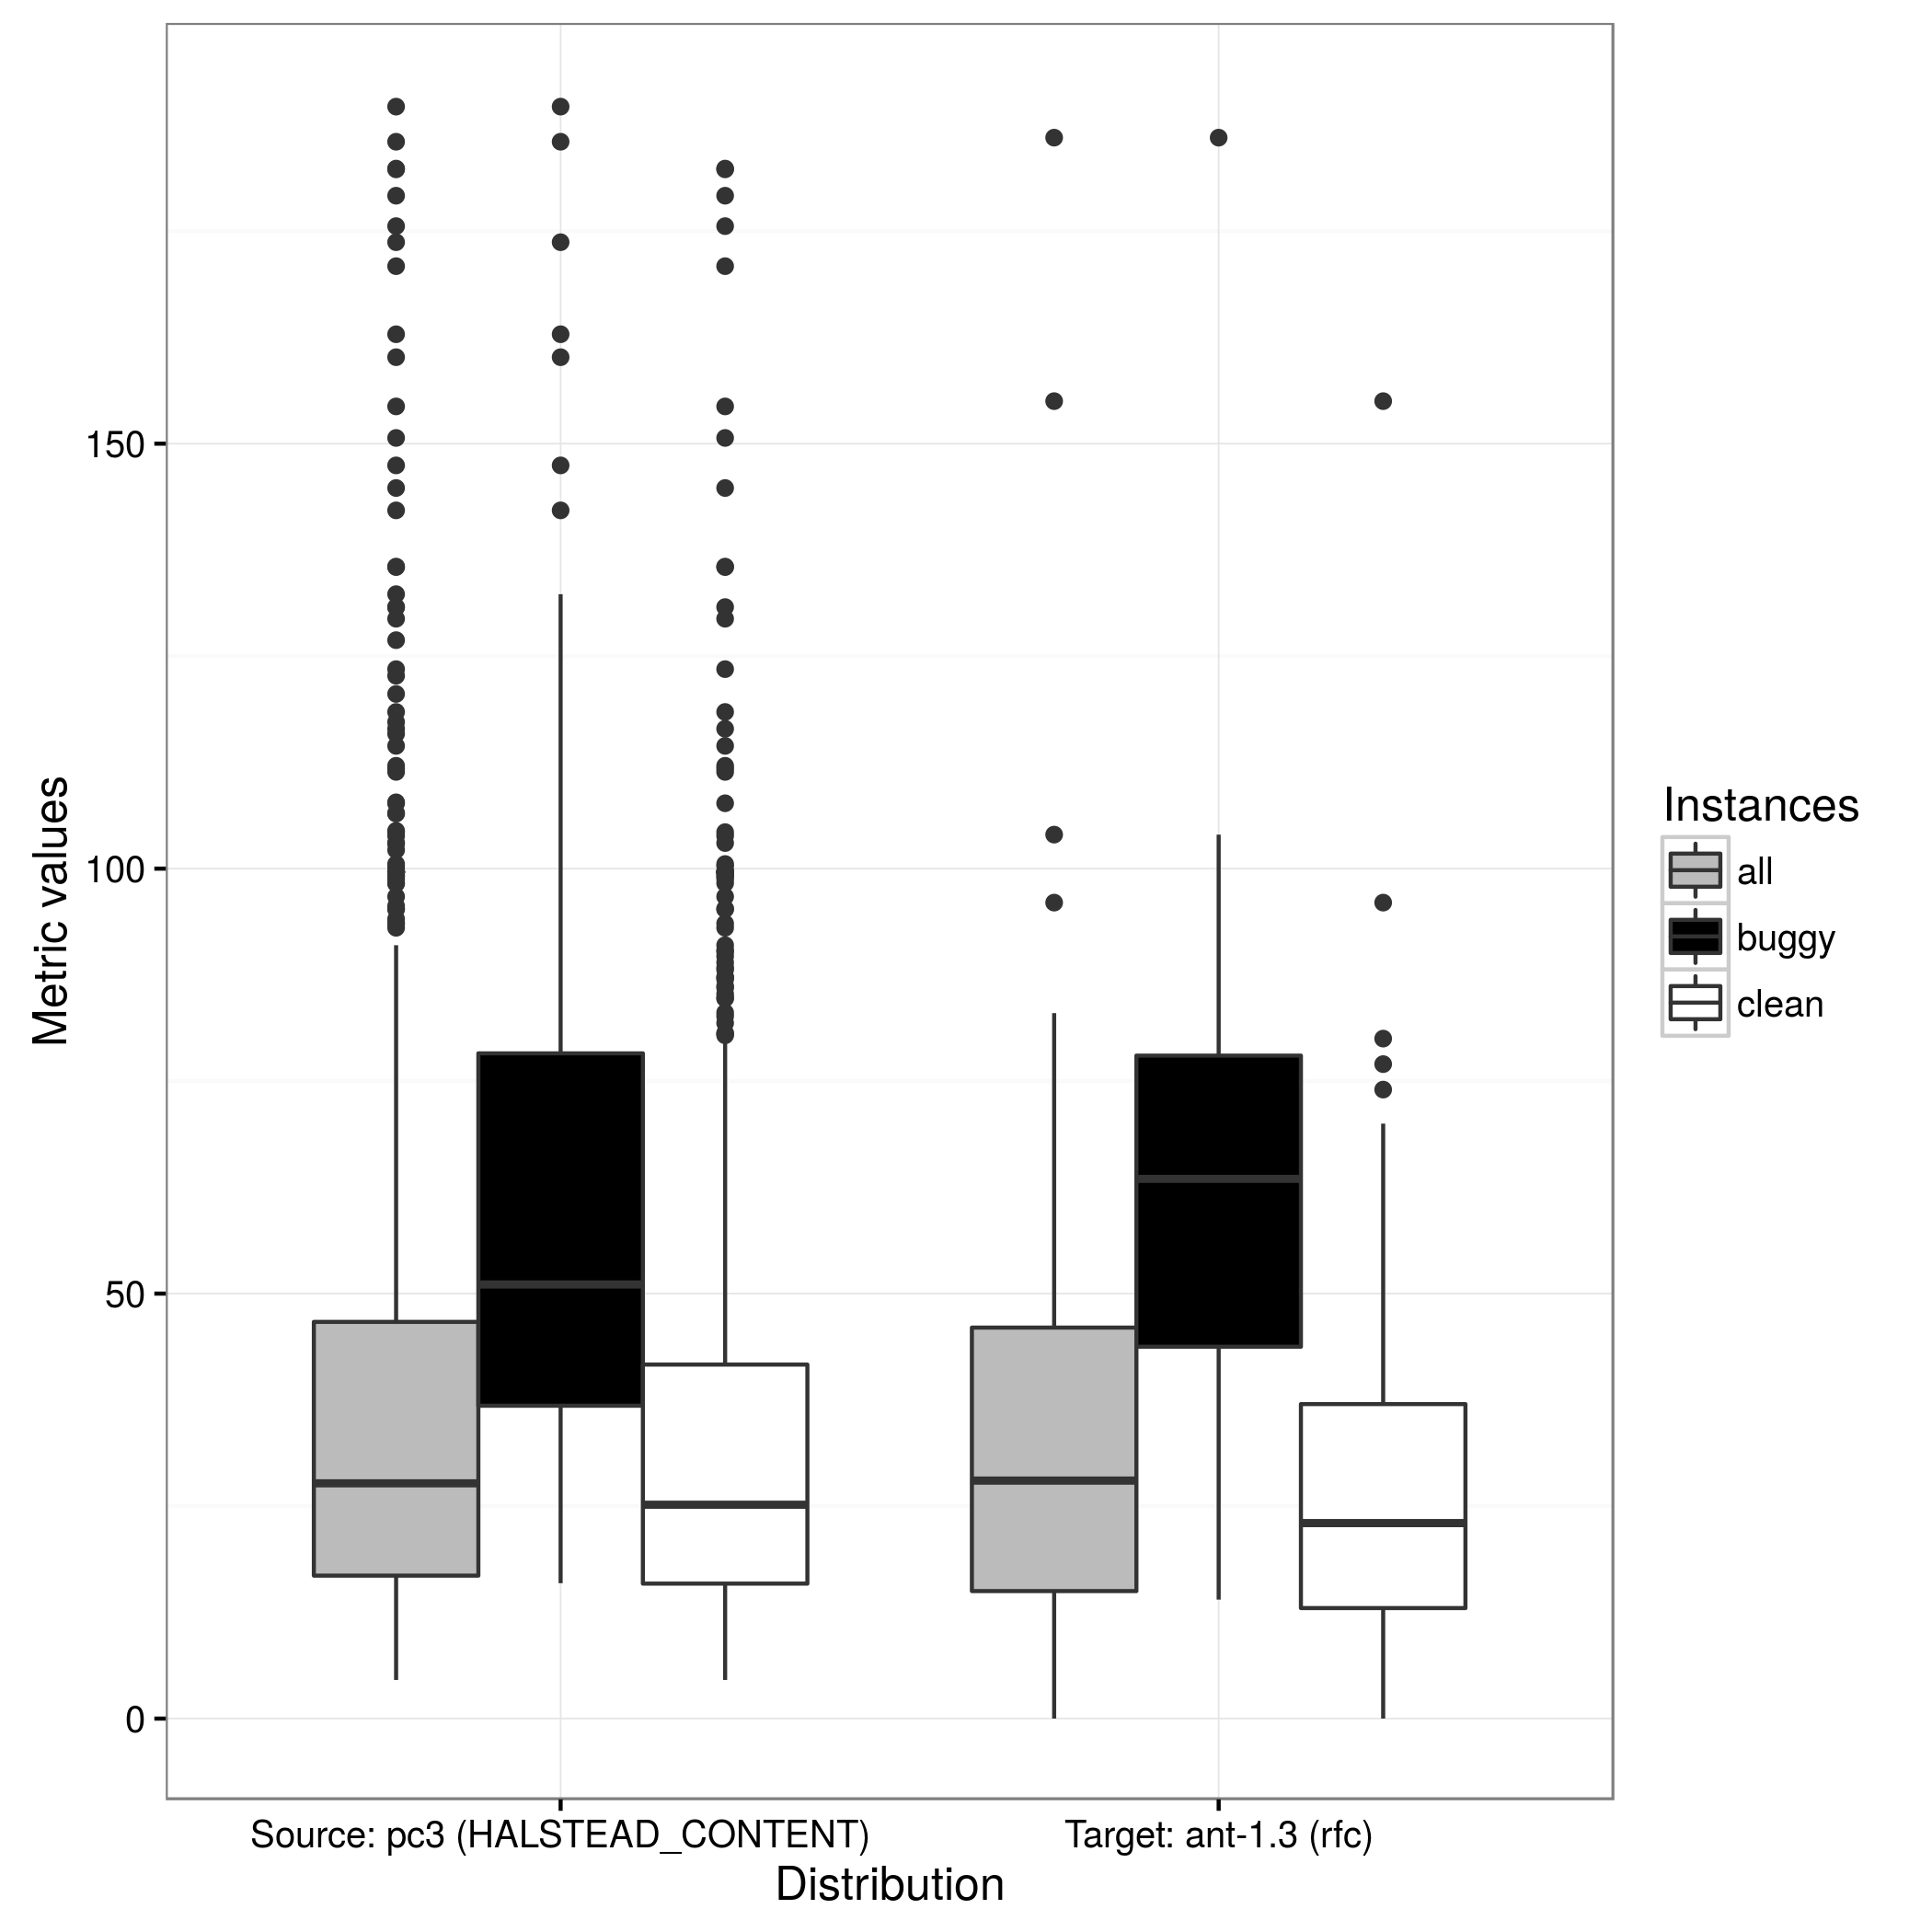 Metric values
150
100
50
0
Source: pc3 (HALSTEAD_CONTENT)
Target: ant-1.3 (rfc)
Distribution
Instances
all
buggy
clean